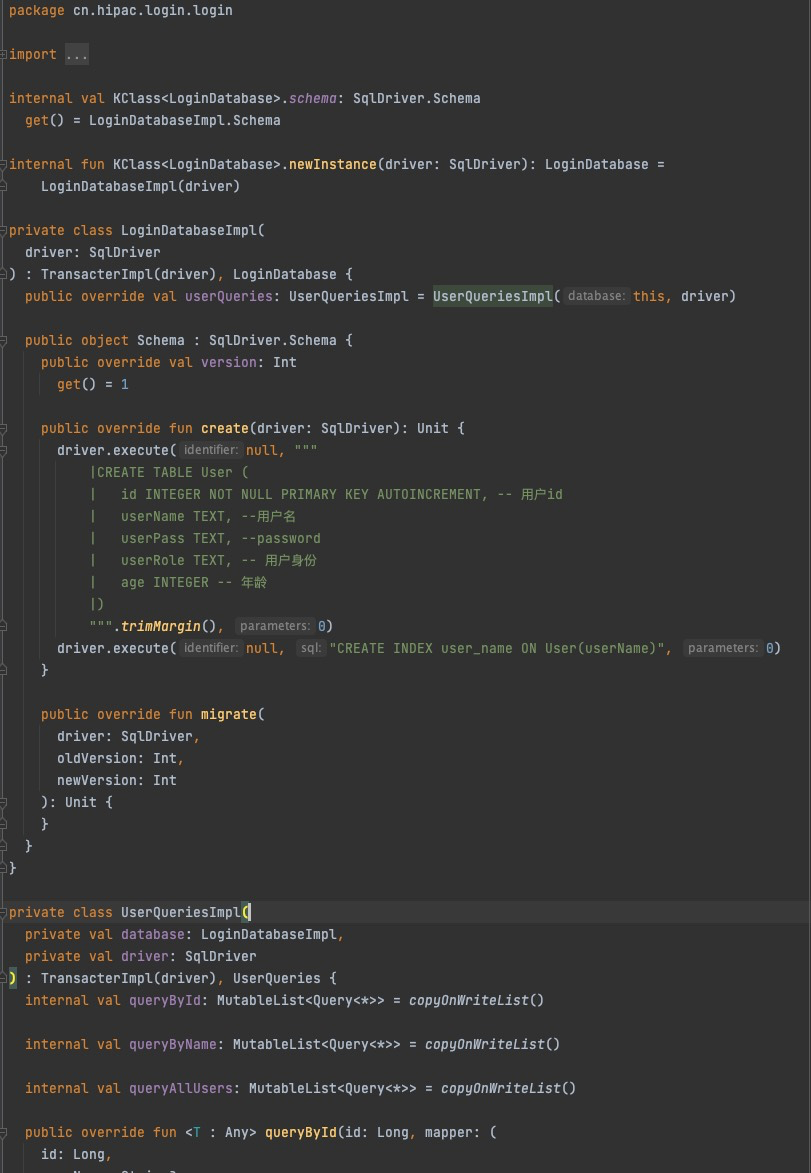 package cn.hipac.login.login
import ...
internal val KClass<LoginDatabase>.schema: SqlDriver.Schema
get() = LoginDatabaseImpl.Schema
internal fun KClass<LoginDatabase>.newInstance(driver: SqlDriver): LoginDatabase =
LoginDatabaseImpl(driver)
private class LoginDatabaseImpl(
driver: SqlDriver
) : TransacterImpl(driver), LoginDatabase {
public override val userQueries: UserQueriesImpl = UserQueriesImpl( database: this, driver)
public object Schema : SqlDriver.Schema {
public override val version: Int
get() = 1
public override fun create(driver: SqlDriver): Unit {
driver.execute( identifier: null, """
|CREATE TABLE User (
|   id INTEGER NOT NULL PRIMARY KEY AUTOINCREMENT, -- 用户id
|   userName TEXT, --用户名
|   userPass TEXT, --password
|   userRole TEXT, -- 用户身份
|   age INTEGER -- 年龄
|)
""".trimMargin(), parameters: 0)
driver.execute( identifier: null, sql: "CREATE INDEX user_name ON User(userName)", parameters: 0)
}
public override fun migrate(
driver: SqlDriver,
oldVersion: Int,
newVersion: Int
): Unit {
}
}
}
private class UserQueriesImpl(
private val database: LoginDatabaseImpl,
private val driver: SqlDriver
) : TransacterImpl(driver), UserQueries {
internal val queryById: MutableList<Query<*>> = copyOnWriteList()
internal val queryByName: MutableList<Query<*>> = copyOnWriteList()
internal val queryAllUsers: MutableList<Query<*>> = copyOnWriteList()
public override fun <T : Any> queryById(id: Long, mapper: (
id: Long,